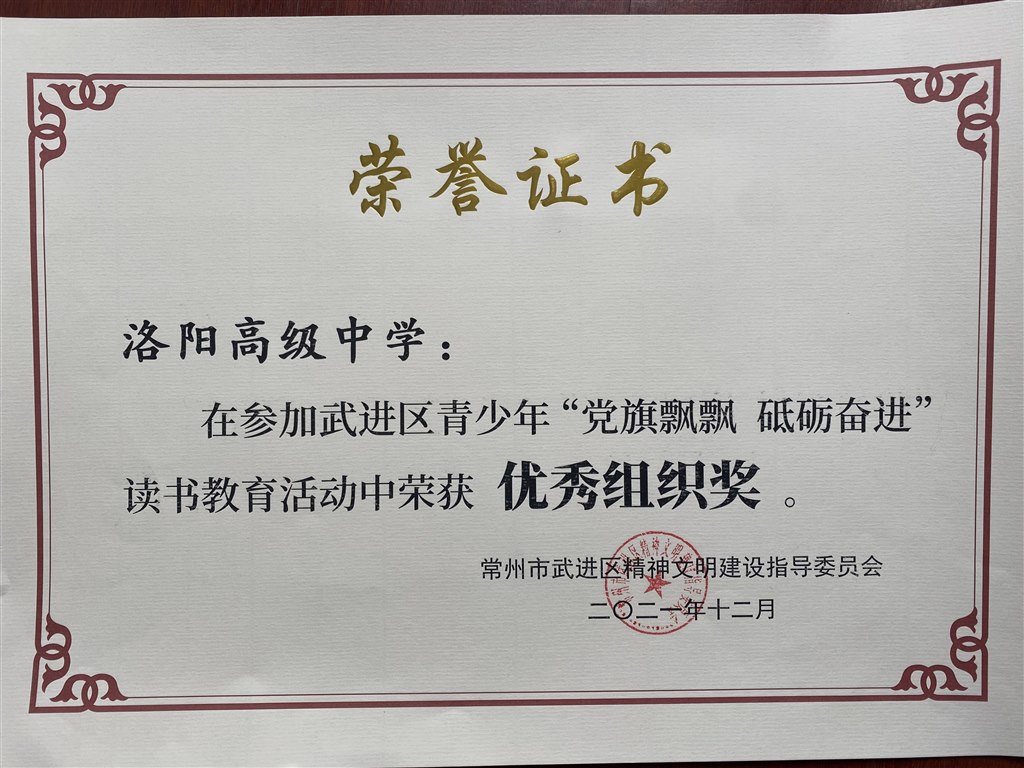 荣誉证书
洛阳高级中学：
在参加武进区青少年“党旗飘飘 砥砺奋进”
读书教育活动中荣获 优秀组织奖 。
常州市武进区精神文明建设指导委员会
二〇二一年十二月